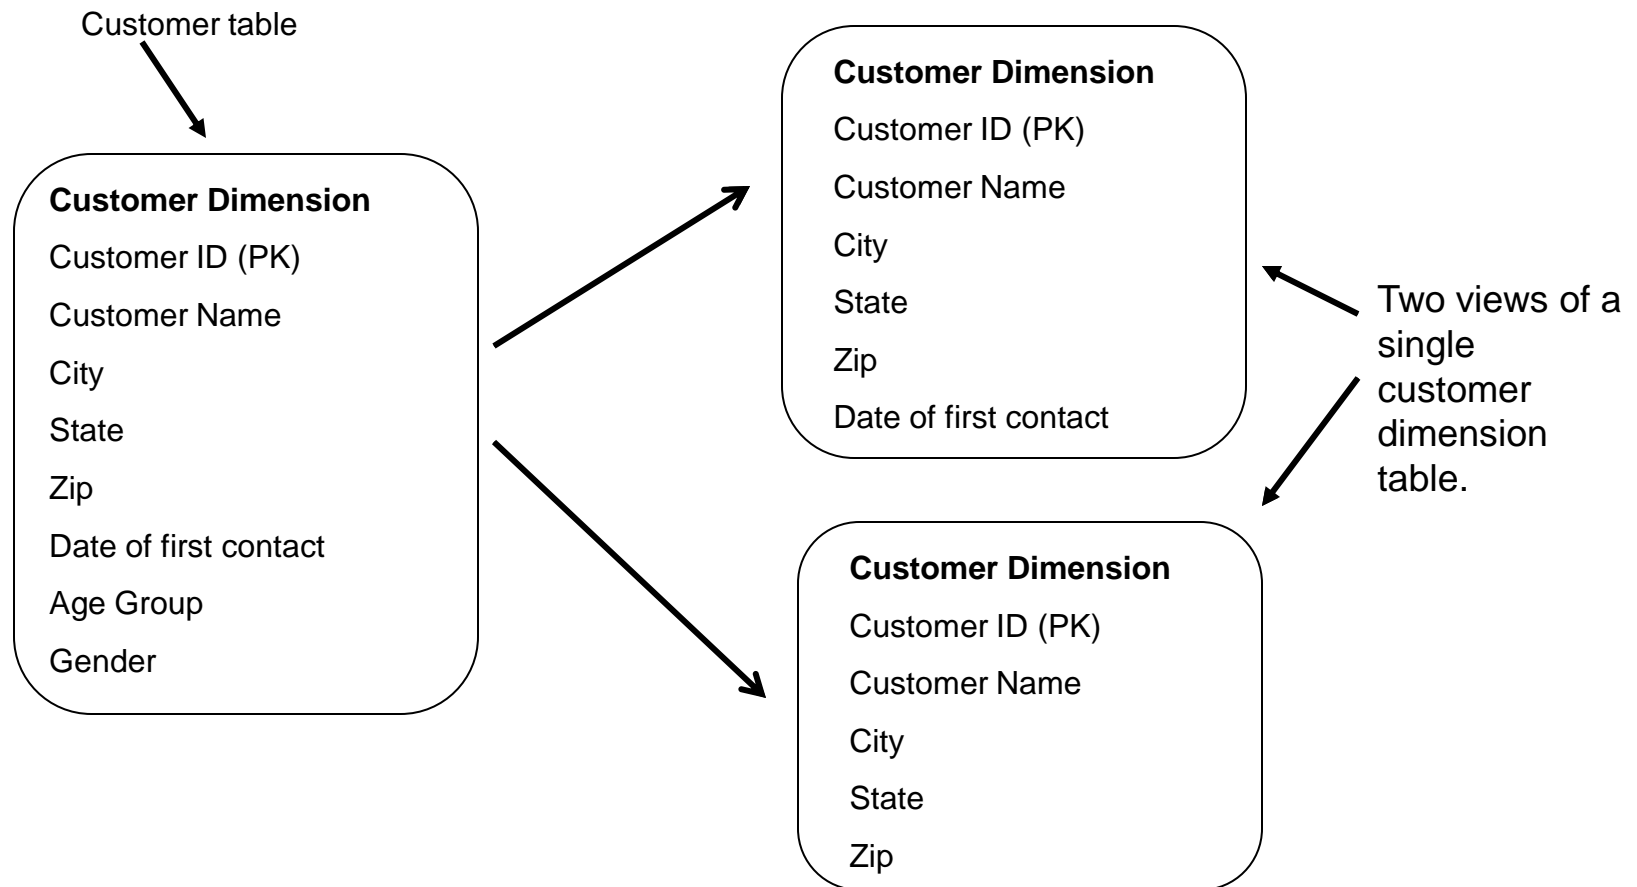 Customer table
Customer Dimension
Customer ID (PK)
Customer Name
City
State
Zip
Date of first contact
Age Group
Gender
Customer Dimension
Customer ID (PK)
Customer Name
City
State
Zip
Date of first contact
Customer Dimension
Customer ID (PK)
Customer Name
City
State
Zip
Two views of a
single
customer
dimension
table.